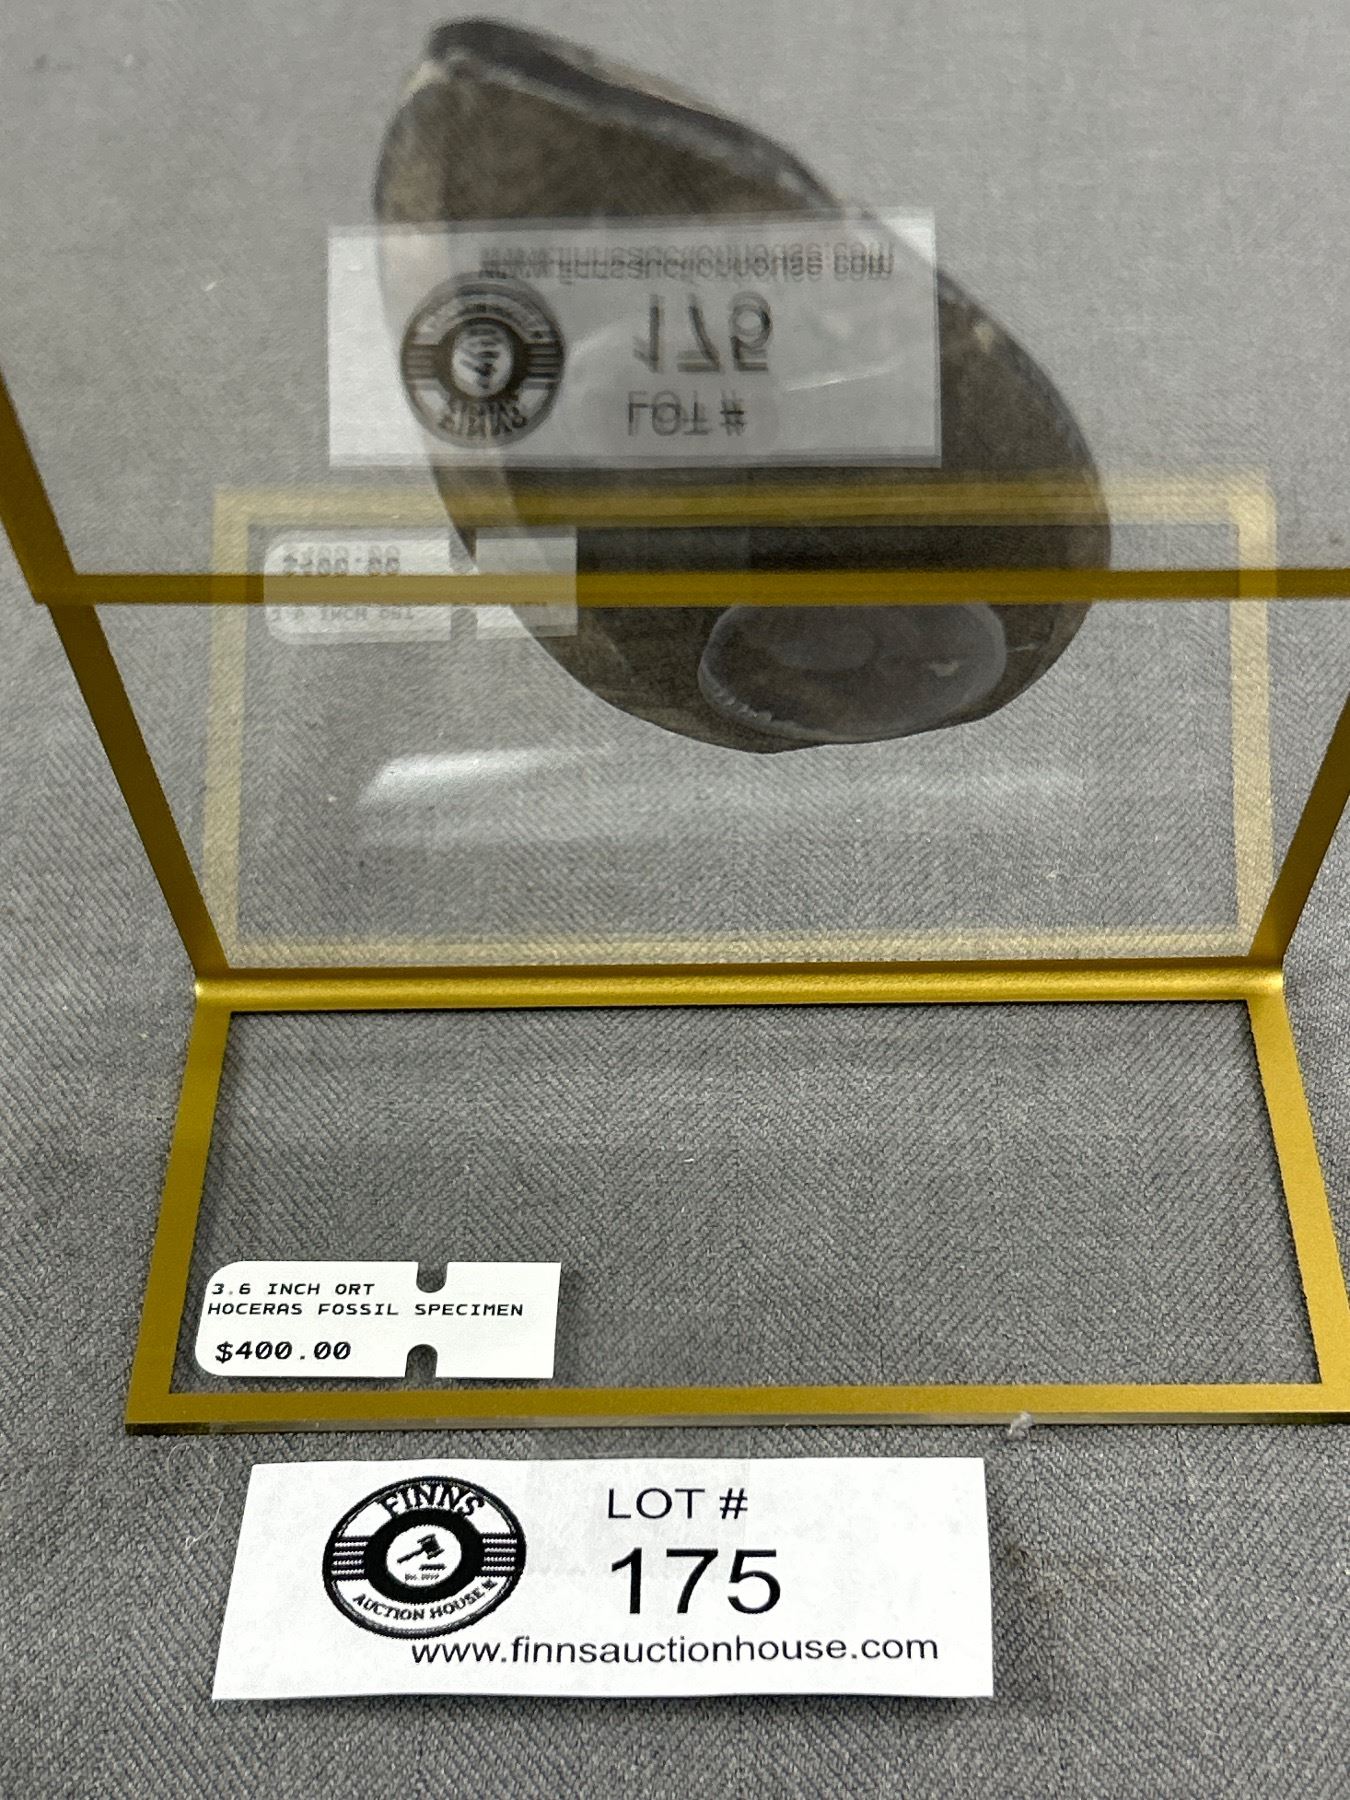 3.6 INCH ORT
HOCERAS FOSSIL SPECIMEN
$400.00
FINNS
AUCTION HOUSE
LOT #
175
www.finnsauctionhouse.com